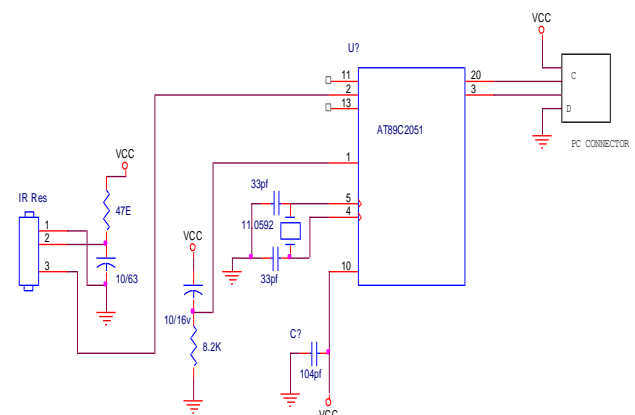 VCC
U?
11
2
13
20
3
C
D
AT89C2051
PC CONNECTOR
VCC
1
IR Res
47E
33pf
5
4
11.0592
1
2
3
VCC
10/63
33pf
10
10/16v
8.2K
C?
104pf
VCC